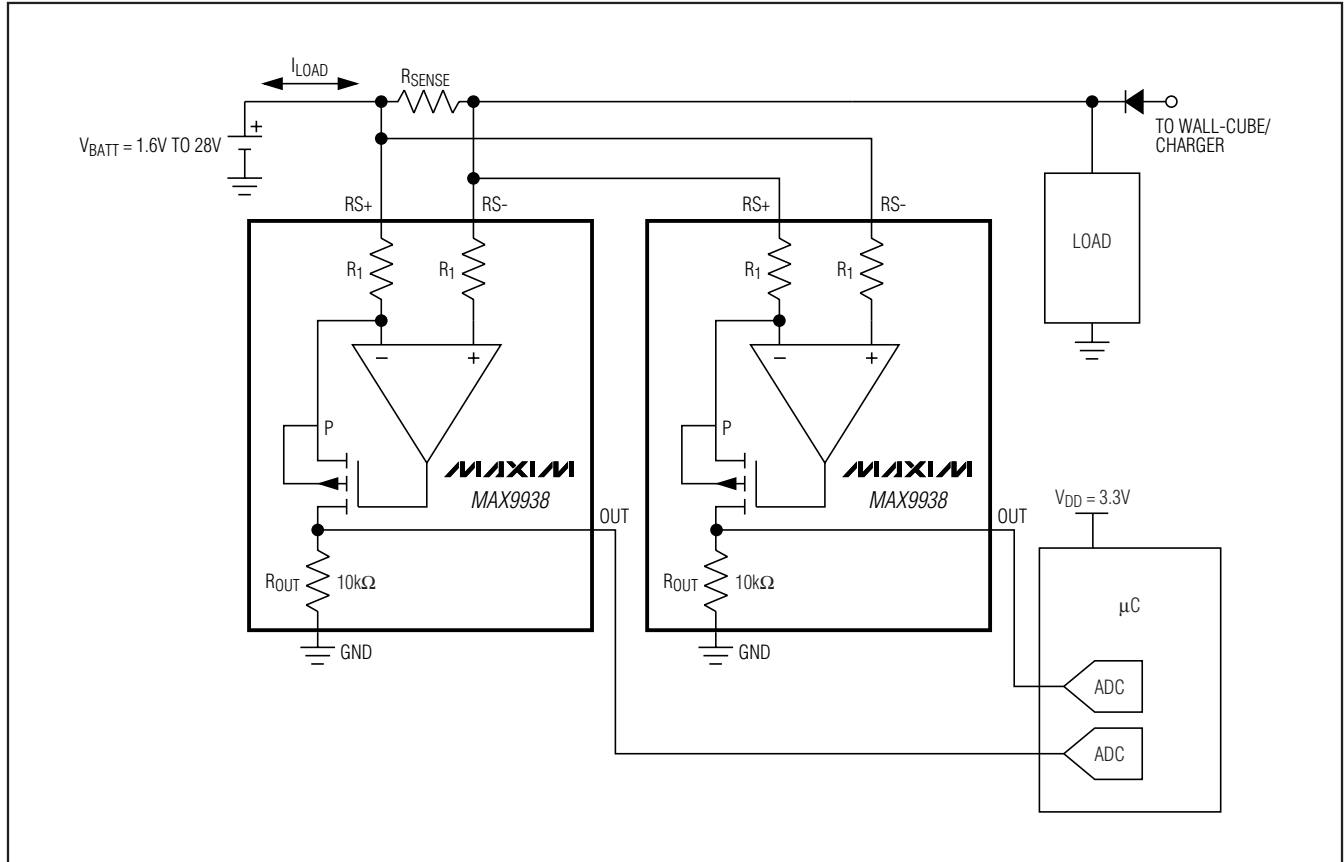 ILOAD
RSENSE
+
VBATT = 1.6V TO 28V
TO WALL-CUBE/
CHARGER
RS+
RS-
RS+
RS-
LOAD
R1
R1
R1
R1
−
+
−
+
P
P
MAXIM
MAX9938
MAXIM
MAX9938
VDD = 3.3V
OUT
OUT
ROUT
10kΩ
ROUT
10kΩ
μC
GND
GND
ADC
ADC